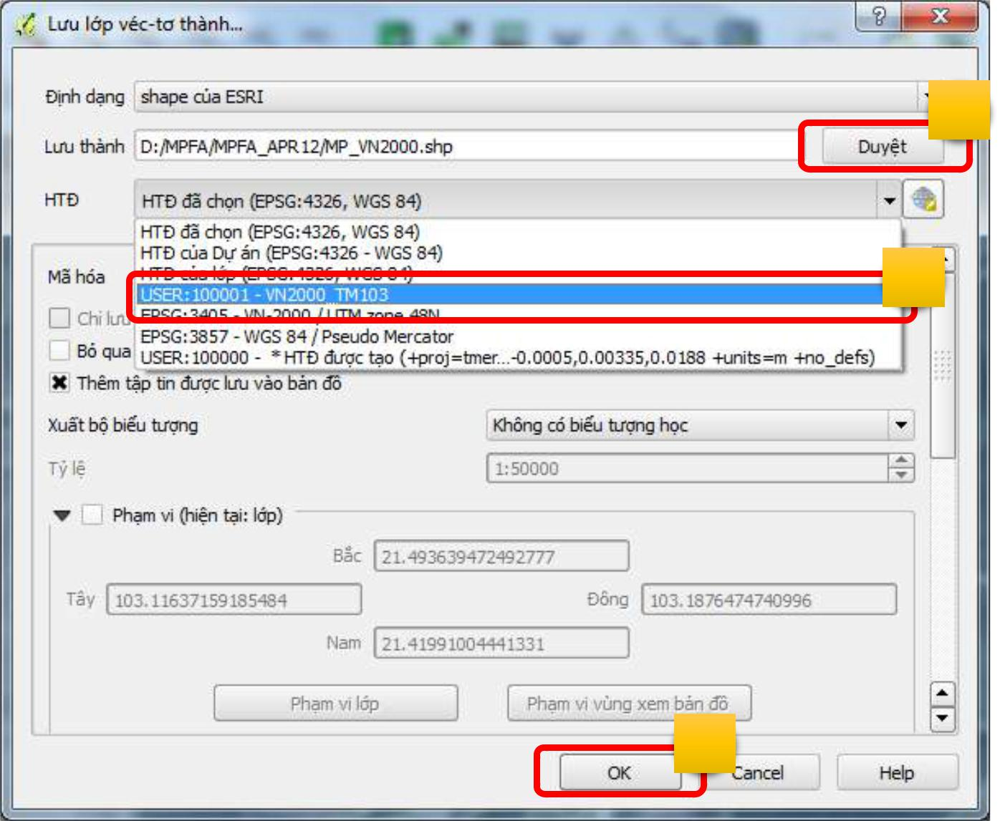 Lưu lớp véc-tơ thành...
?
Định dạng shape của ESRI
Lưu thành D:/MPFA/MPFA_APR12/MP_VN2000.shp Duyệt
HTĐ HTĐ đã chọn (EPSG:4326, WGS 84)
HTĐ đã chọn (EPSG:4326, WGS 84)
HTĐ của Dự án (EPSG:4326 - WGS 84)
Mã hóa HTĐ của lớp (EPSG:4326, WGS 84)
USER:100001 - VN2000_TM103
Chỉ lưu EPSG:3405 - VN-2000 / UTM zone 48N
EPSG:3857 - WGS 84 / Pseudo Mercator
Bỏ qua USER:100000 - * HTĐ được tạo (+proj=tmer...-0.0005,0.00335,0.0188 +units=m +no_defs)
Thêm tập tin được lưu vào bản đồ
Xuất bộ biểu tượng Không có biểu tượng học
Tỷ lệ 1:50000
Phạm vi (hiện tại: lớp)
Bắc 21.493639472492777
Tây 103.11637159185484 Đông 103.1876474740996
Nam 21.41991004441331
Phạm vi lớp Phạm vi vùng xem bản đồ
OK Cancel Help